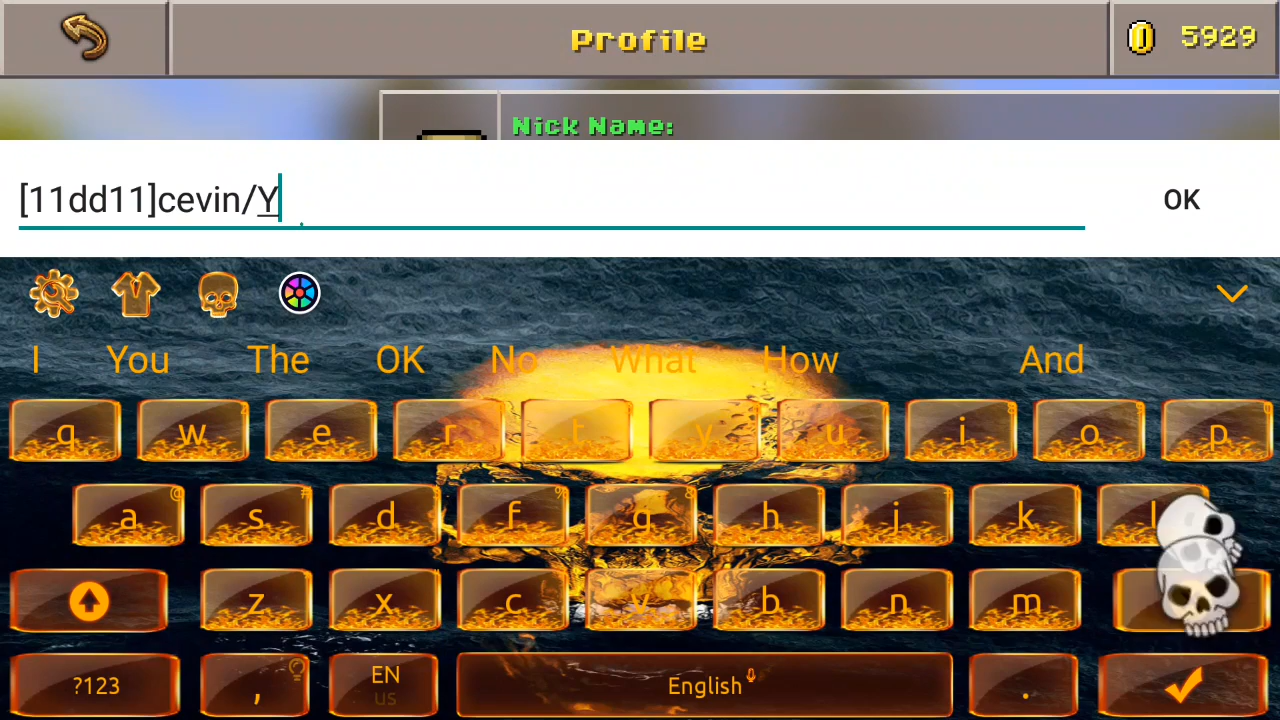 Profile
5929
Nick Name:
[11dd11]cevin/Y
OK
I You The OK No What How And
q w e r t y u i o p
a s d f g h j k l
z x c v b n m
?123 , EN English .
us